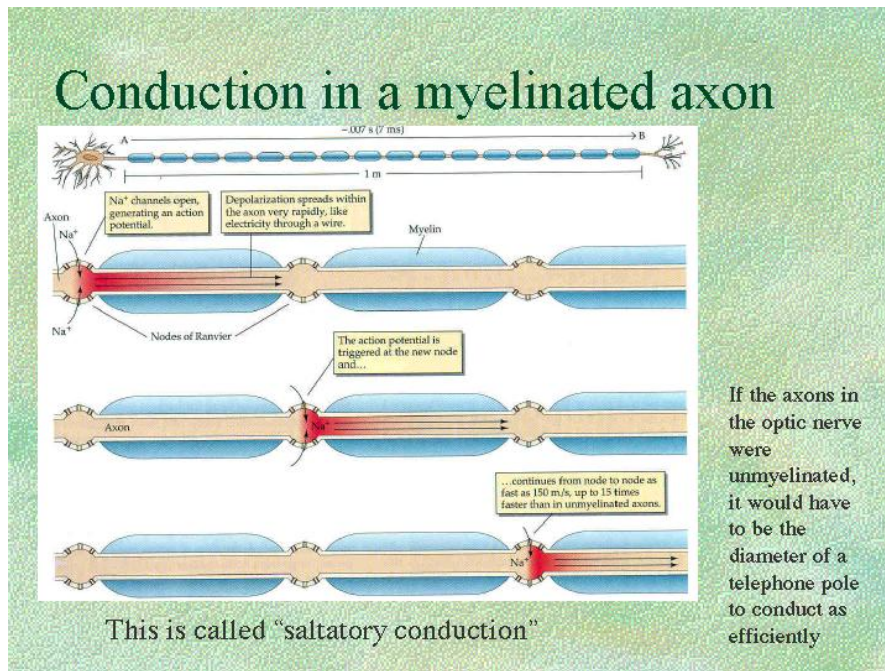 Conduction in a myelinated axon
~.007 s (7 ms)
A
B
1 m
Na⁺ channels open,
generating an action
potential.
Depolarization spreads within
the axon very rapidly, like
electricity through a wire.
Axon
Na⁺
Myelin
Na⁺
Nodes of Ranvier
The action potential is
triggered at the new node
and…
Axon
Na⁺
…continues from node to node as
fast as 150 m/s, up to 15 times
faster than in unmyelinated axons.
Na⁺
If the axons in
the optic nerve
were
unmyelinated,
it would have
to be the
diameter of a
telephone pole
to conduct as
efficiently
This is called “saltatory conduction”